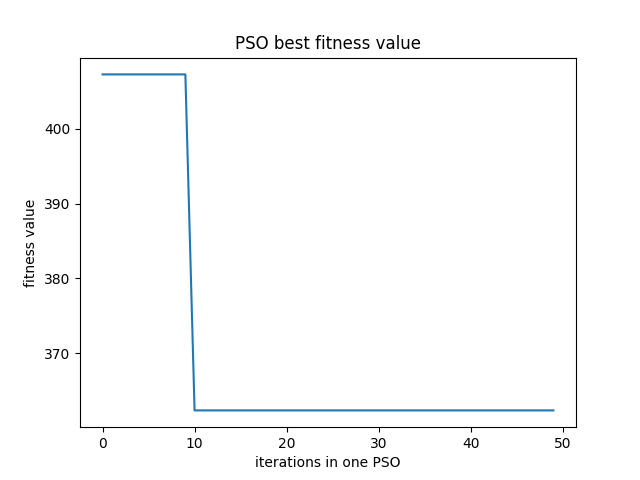 PSO best fitness value
fitness value
400
390
380
370
0 10 20 30 40 50
iterations in one PSO